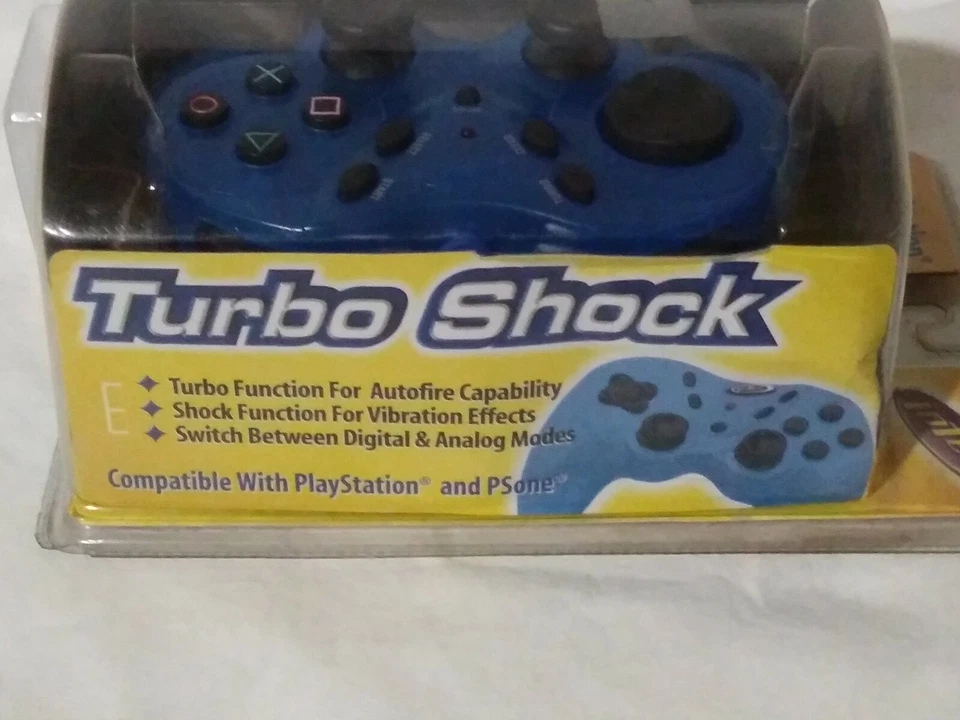 Turbo Shock
E
Turbo Function For Autofire Capability
Shock Function For Vibration Effects
Switch Between Digital & Analog Modes
Compatible With PlayStation® and PSone